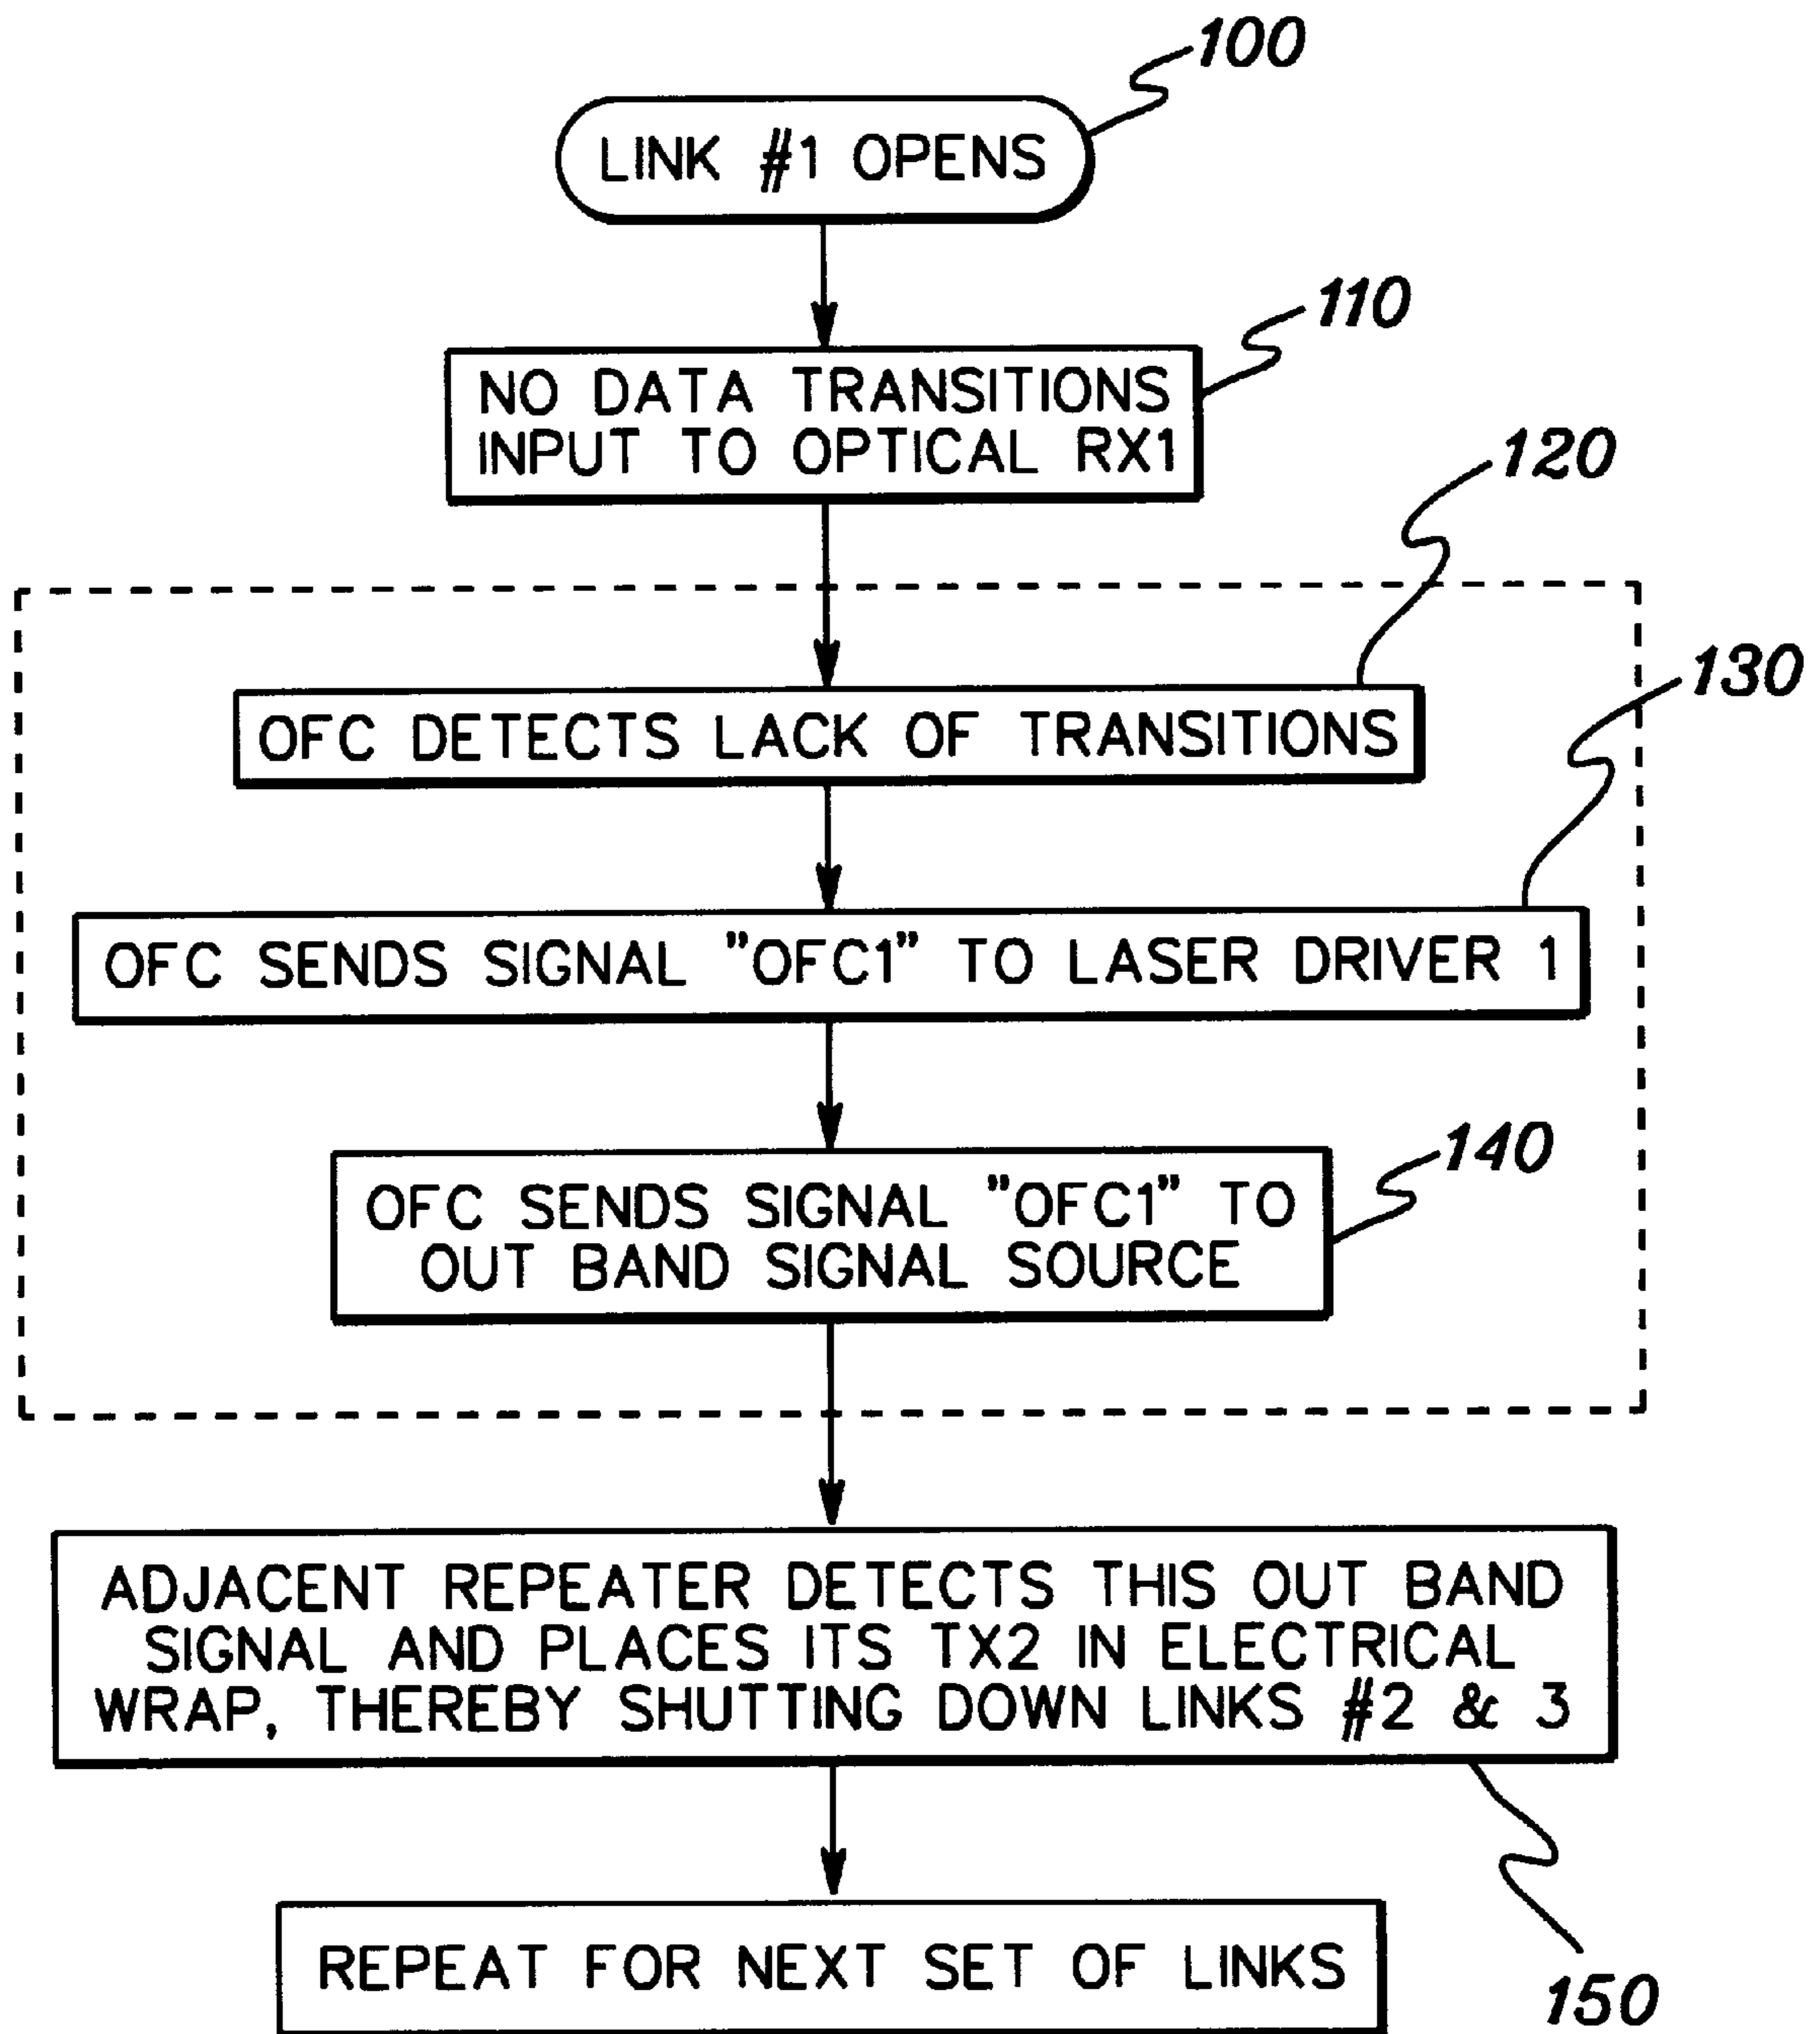 100
LINK #1 OPENS
110
NO DATA TRANSITIONS
INPUT TO OPTICAL RX1
120
OFC DETECTS LACK OF TRANSITIONS
130
OFC SENDS SIGNAL "OFC1" TO LASER DRIVER 1
140
OFC SENDS SIGNAL "OFC1" TO
OUT BAND SIGNAL SOURCE
ADJACENT REPEATER DETECTS THIS OUT BAND
SIGNAL AND PLACES ITS TX2 IN ELECTRICAL
WRAP, THEREBY SHUTTING DOWN LINKS #2 & 3
150
REPEAT FOR NEXT SET OF LINKS